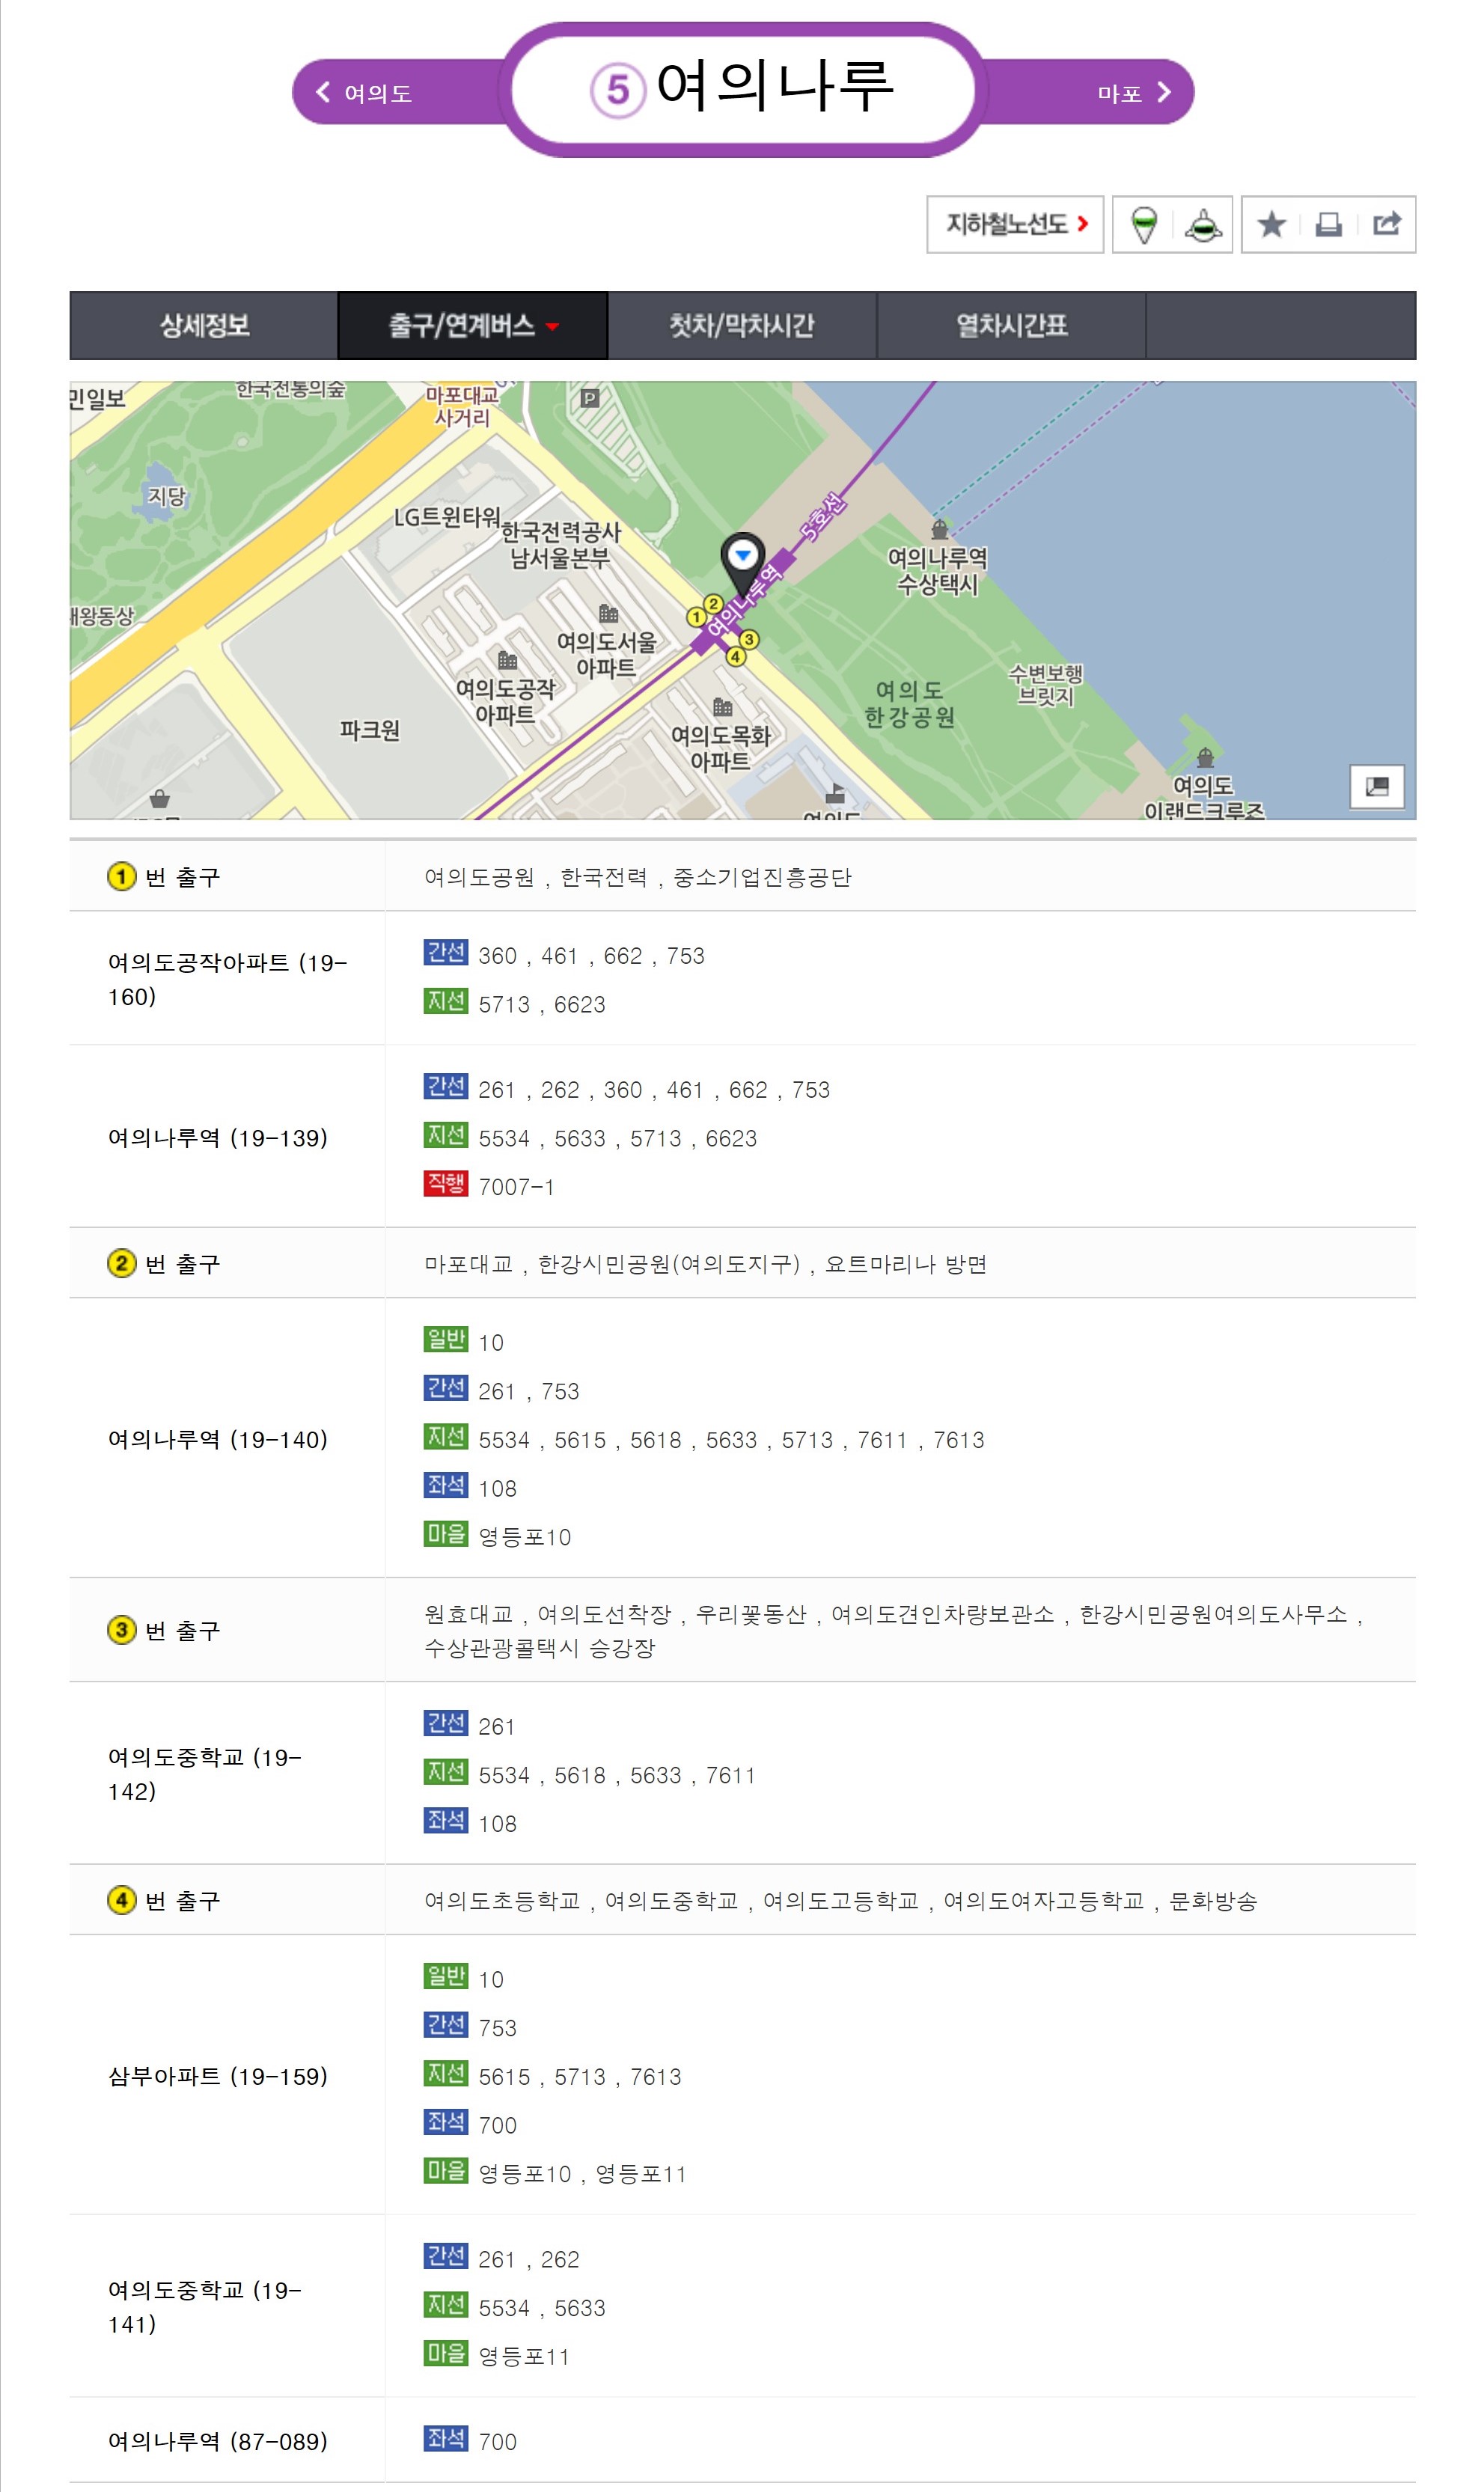 여의도
5 여의나루
마포
지하철노선도
상세정보
출구/연계버스
첫차/막차시간
열차시간표
민일보
한국전통의숲
마포대교
사거리
P
지당
LG트윈타워
한국전력공사
남서울본부
5호선
여의나루역
수상택시
대왕동상
여의도서울
아파트
1
2
여의나루역
3
4
여의도공작
아파트
여의도
한강공원
수변보행
브릿지
파크원
여의도목화
아파트
여의도
이랜드크루즈
여의도
1 번 출구
여의도공원 , 한국전력 , 중소기업진흥공단
여의도공작아파트 (19-
160)
간선 360 , 461 , 662 , 753
지선 5713 , 6623
여의나루역 (19-139)
간선 261 , 262 , 360 , 461 , 662 , 753
지선 5534 , 5633 , 5713 , 6623
직행 7007-1
2 번 출구
마포대교 , 한강시민공원(여의도지구) , 요트마리나 방면
여의나루역 (19-140)
일반 10
간선 261 , 753
지선 5534 , 5615 , 5618 , 5633 , 5713 , 7611 , 7613
좌석 108
마을 영등포10
3 번 출구
원효대교 , 여의도선착장 , 우리꽃동산 , 여의도견인차량보관소 , 한강시민공원여의도사무소 ,
수상관광콜택시 승강장
여의도중학교 (19-
142)
간선 261
지선 5534 , 5618 , 5633 , 7611
좌석 108
4 번 출구
여의도초등학교 , 여의도중학교 , 여의도고등학교 , 여의도여자고등학교 , 문화방송
삼부아파트 (19-159)
일반 10
간선 753
지선 5615 , 5713 , 7613
좌석 700
마을 영등포10 , 영등포11
여의도중학교 (19-
141)
간선 261 , 262
지선 5534 , 5633
마을 영등포11
여의나루역 (87-089)
좌석 700